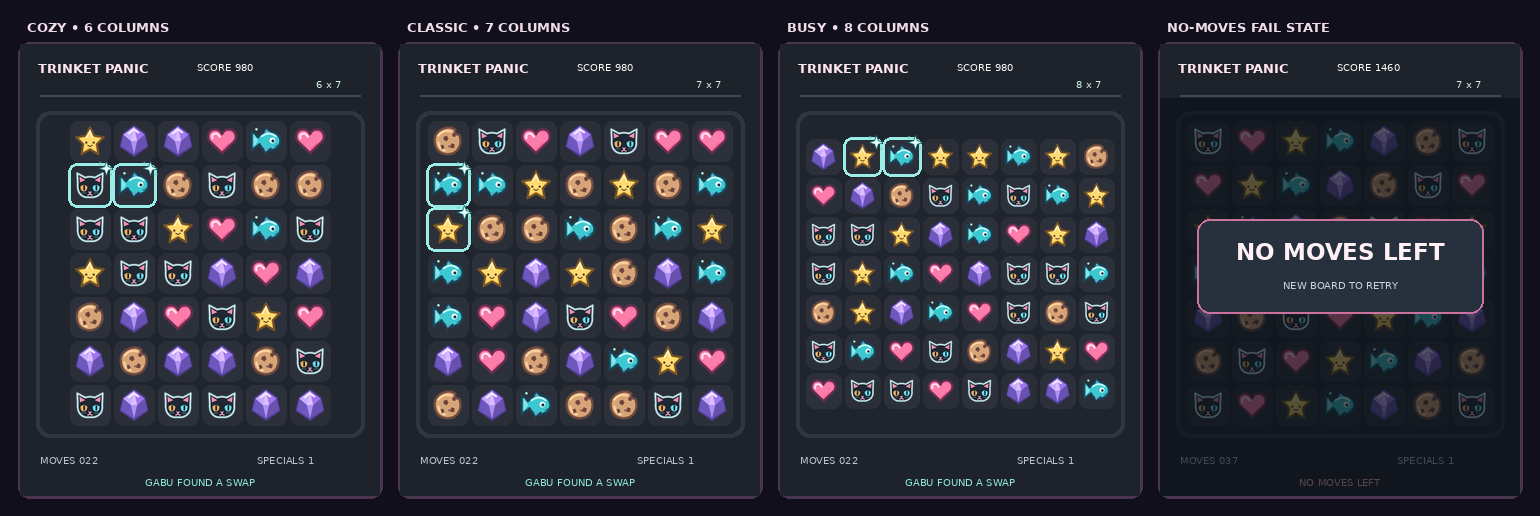 COZY • 6 COLUMNS
TRINKET PANIC
SCORE 980
6 x 7
MOVES 022
SPECIALS 1
GABU FOUND A SWAP
CLASSIC • 7 COLUMNS
TRINKET PANIC
SCORE 980
7 x 7
MOVES 022
SPECIALS 1
GABU FOUND A SWAP
BUSY • 8 COLUMNS
TRINKET PANIC
SCORE 980
8 x 7
MOVES 022
SPECIALS 1
GABU FOUND A SWAP
NO-MOVES FAIL STATE
TRINKET PANIC
SCORE 1460
7 x 7
NO MOVES LEFT
NEW BOARD TO RETRY
MOVES 037
SPECIALS 1
NO MOVES LEFT